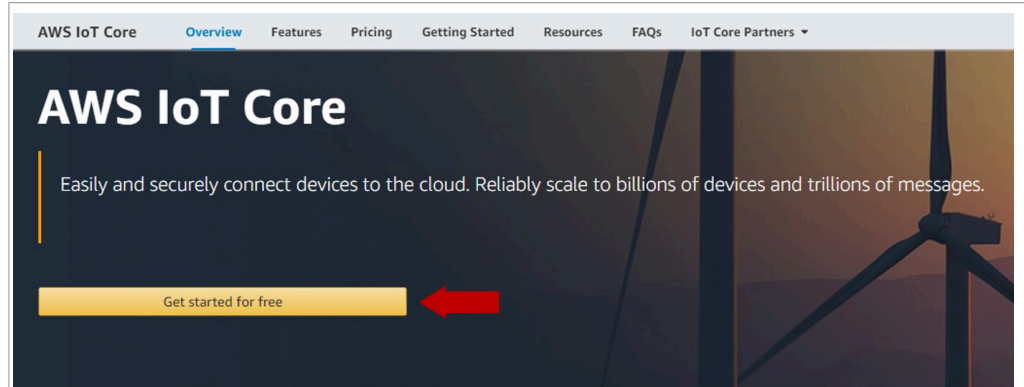 AWS IoT Core Overview Features Pricing Getting Started Resources FAQs IoT Core Partners
AWS IoT Core
Easily and securely connect devices to the cloud. Reliably scale to billions of devices and trillions of messages.
Get started for free